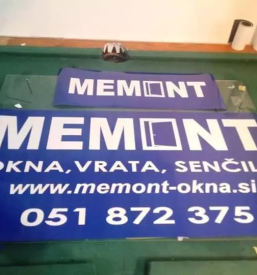 MEMONT
MEMONT
OKNA, VRATA, SENČIL
www.memont-okna.si
051 872 375